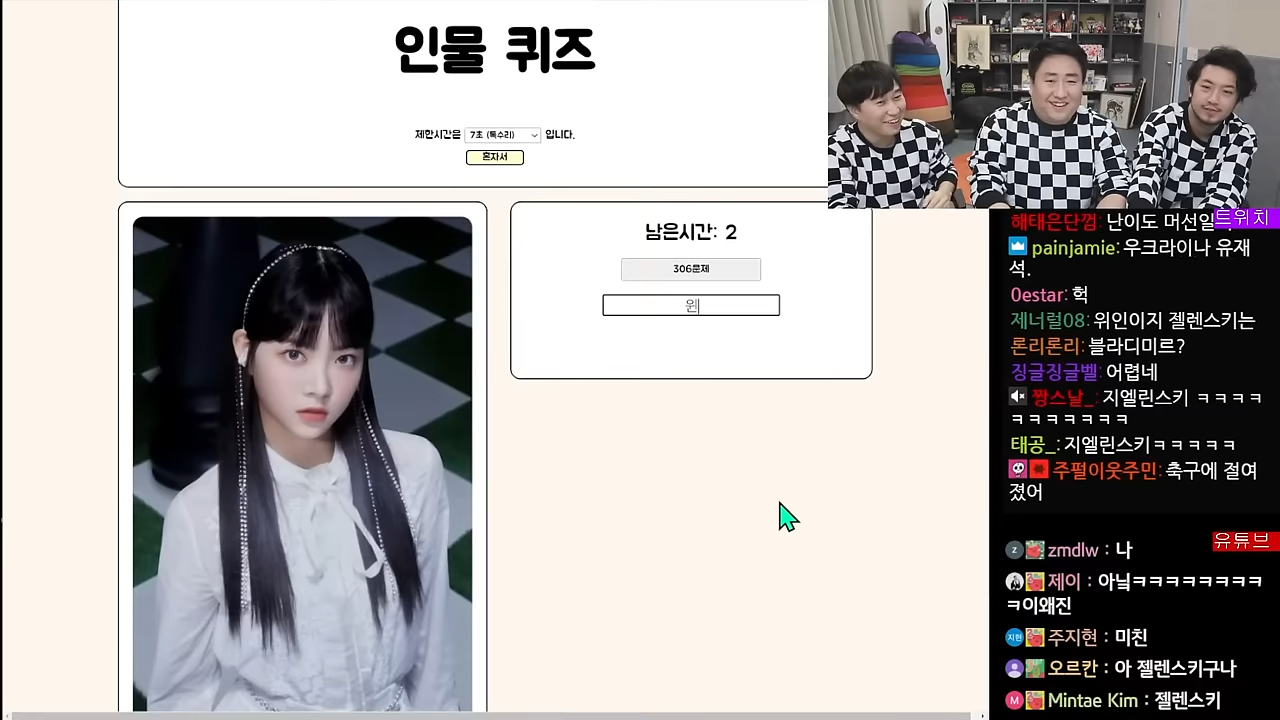 인물 퀴즈
제한시간은 7초 (독수리) 입니다.
혼자서
남은시간: 2
306문제
윈
트위치
해태은단껌: 난이도 머선일
painjamie: 우크라이나 유재
석.
0estar: 헉
제너럴08: 위인이지 젤렌스키는
론리론리: 블라디미르?
징글징글벨: 어렵네
짱스날_: 지엘린스키 ㅋㅋㅋㅋ
ㅋㅋㅋㅋㅋㅋㅋ
태공_: 지엘린스키ㅋㅋㅋㅋㅋ
주펄이웃주민: 축구에 절여
졌어
유튜브
z zmdlw : 나
제이 : 아닠ㅋㅋㅋㅋㅋㅋㅋㅋ
ㅋ이왜진
지현 주지현 : 미친
오르칸 : 아 젤렌스키구나
M Mintae Kim : 젤렌스키